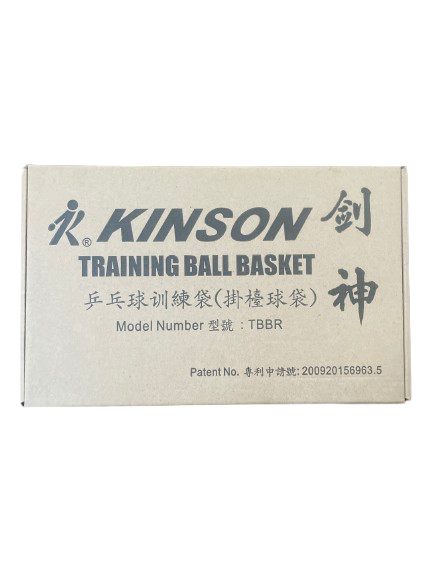 ® KINSON 劍神
TRAINING BALL BASKET
乒乓球训練袋(掛檯球袋)
Model Number 型號 : TBBR
Patent No. 專利申請號: 200920156963.5